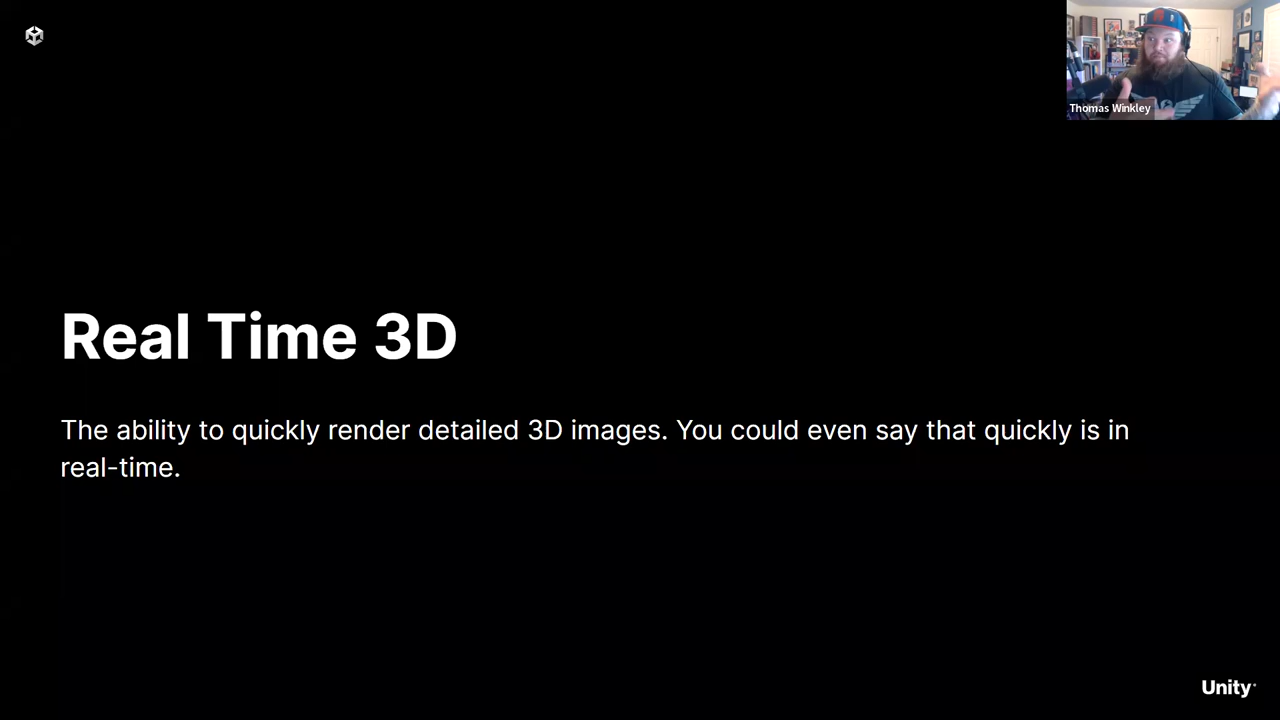 Thomas Winkley
Real Time 3D
The ability to quickly render detailed 3D images. You could even say that quickly is in
real-time.
Unity